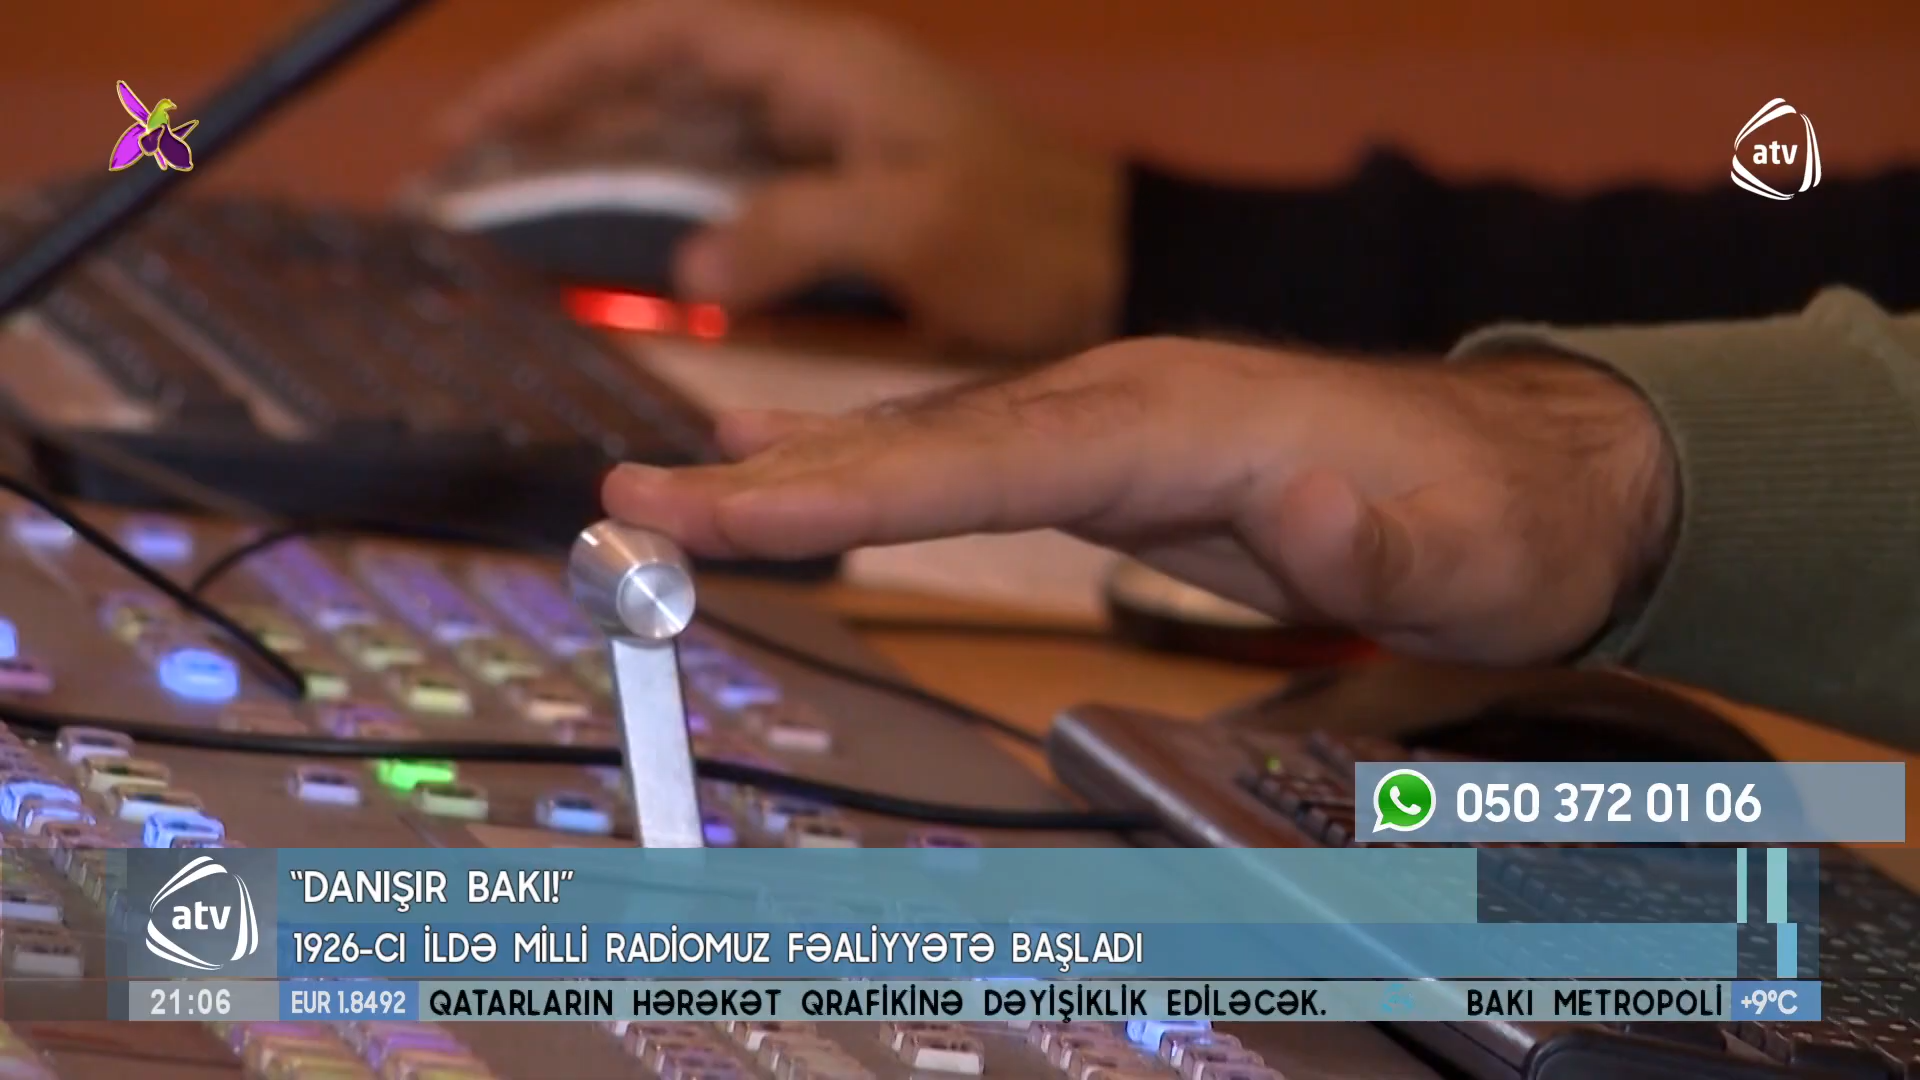 atv
050 372 01 06
atv
"DANIŞIR BAKI!"
1926-CI İLDƏ MİLLİ RADİOMUZ FƏALİYYƏTƏ BAŞLADI
21:06 EUR 1.8492 QATARLARIN HƏRƏKƏT QRAFİKİNƏ DƏYİŞİKLİK EDİLƏCƏK. BAKI METROPOLİ +9°C